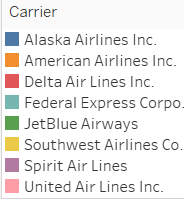 Carrier
Alaska Airlines Inc.
American Airlines Inc.
Delta Air Lines Inc.
Federal Express Corpo.
JetBlue Airways
Southwest Airlines Co.
Spirit Air Lines
United Air Lines Inc.